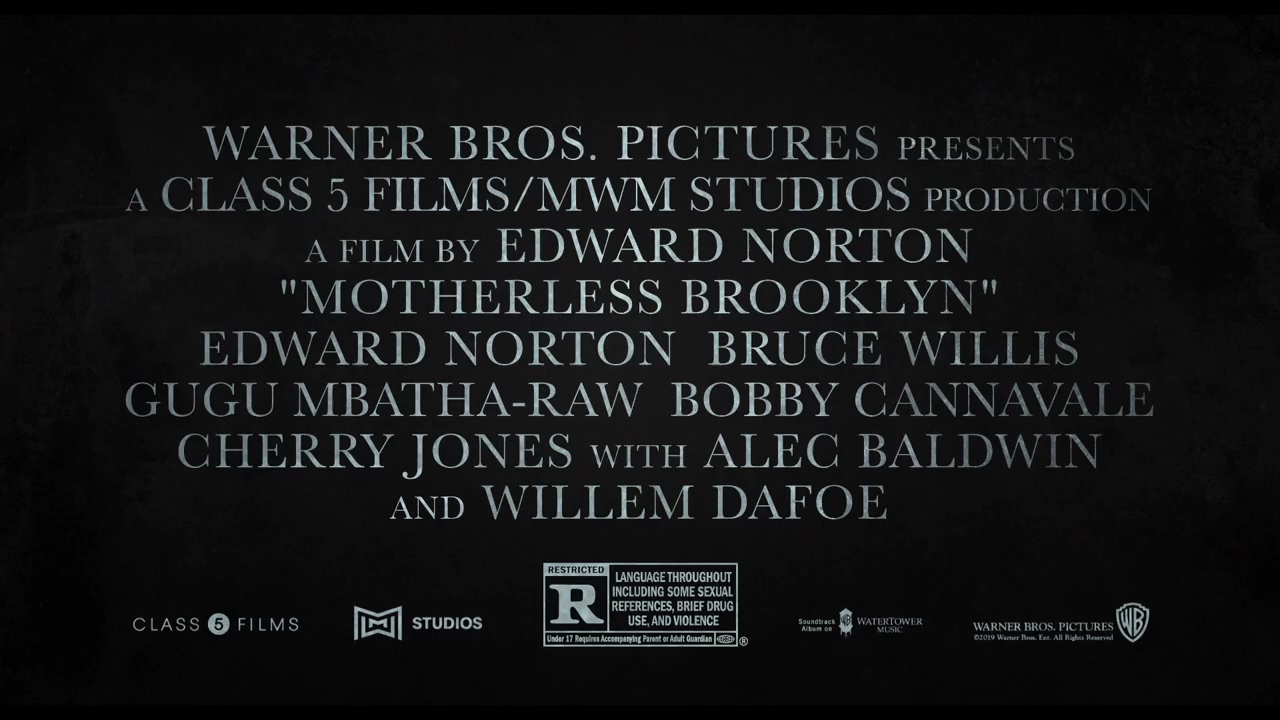 WARNER BROS. PICTURES PRESENTS
A CLASS 5 FILMS/MWM STUDIOS PRODUCTION
A FILM BY EDWARD NORTON
"MOTHERLESS BROOKLYN"
EDWARD NORTON BRUCE WILLIS
GUGU MBATHA-RAW BOBBY CANNAVALE
CHERRY JONES WITH ALEC BALDWIN
AND WILLEM DAFOE
CLASS 5 FILMS
STUDIOS
RESTRICTED
R
LANGUAGE THROUGHOUT
INCLUDING SOME SEXUAL
REFERENCES, BRIEF DRUG
USE, AND VIOLENCE
Under 17 Requires Accompanying Parent or Adult Guardian
®
Soundtrack
Album on
WATERTOWER
MUSIC
WARNER BROS. PICTURES
©2019 Warner Bros. Ent. All Rights Reserved
WB